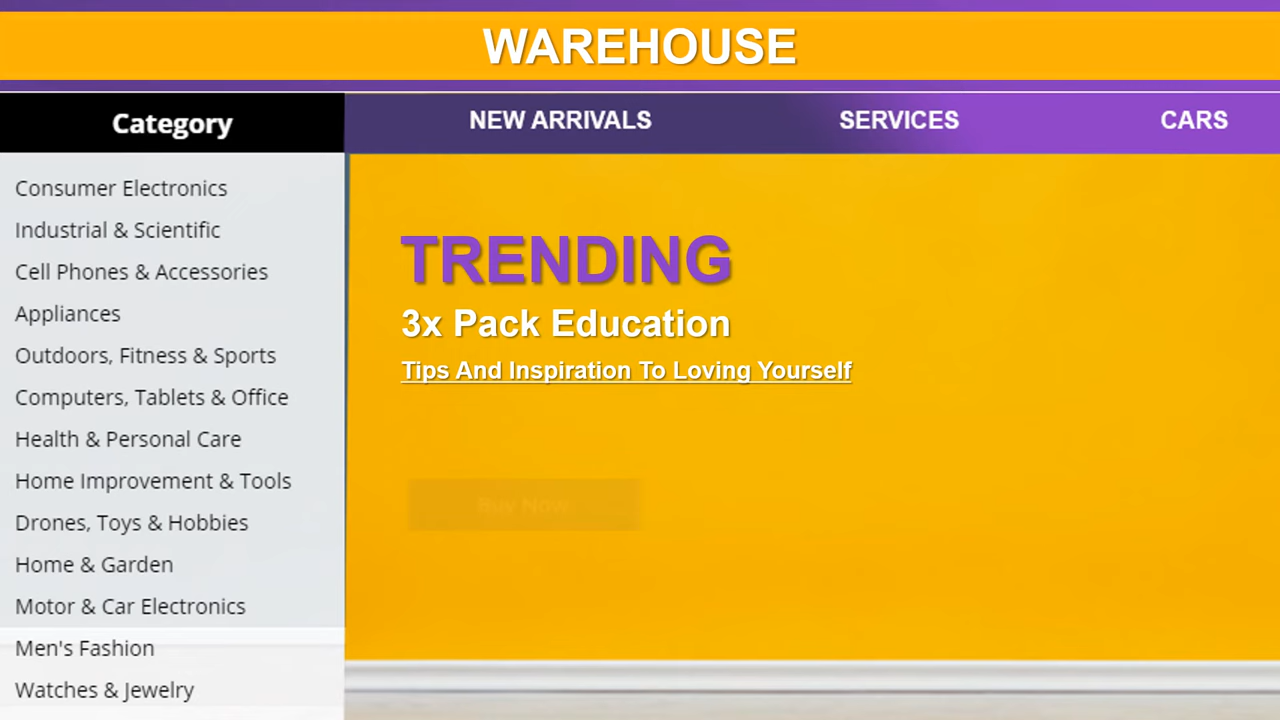 WAREHOUSE
Category
NEW ARRIVALS
SERVICES
CARS
Consumer Electronics
Industrial & Scientific
Cell Phones & Accessories
Appliances
Outdoors, Fitness & Sports
Computers, Tablets & Office
Health & Personal Care
Home Improvement & Tools
Drones, Toys & Hobbies
Home & Garden
Motor & Car Electronics
Men's Fashion
Watches & Jewelry
TRENDING
3x Pack Education
Tips And Inspiration To Loving Yourself
Buy Now